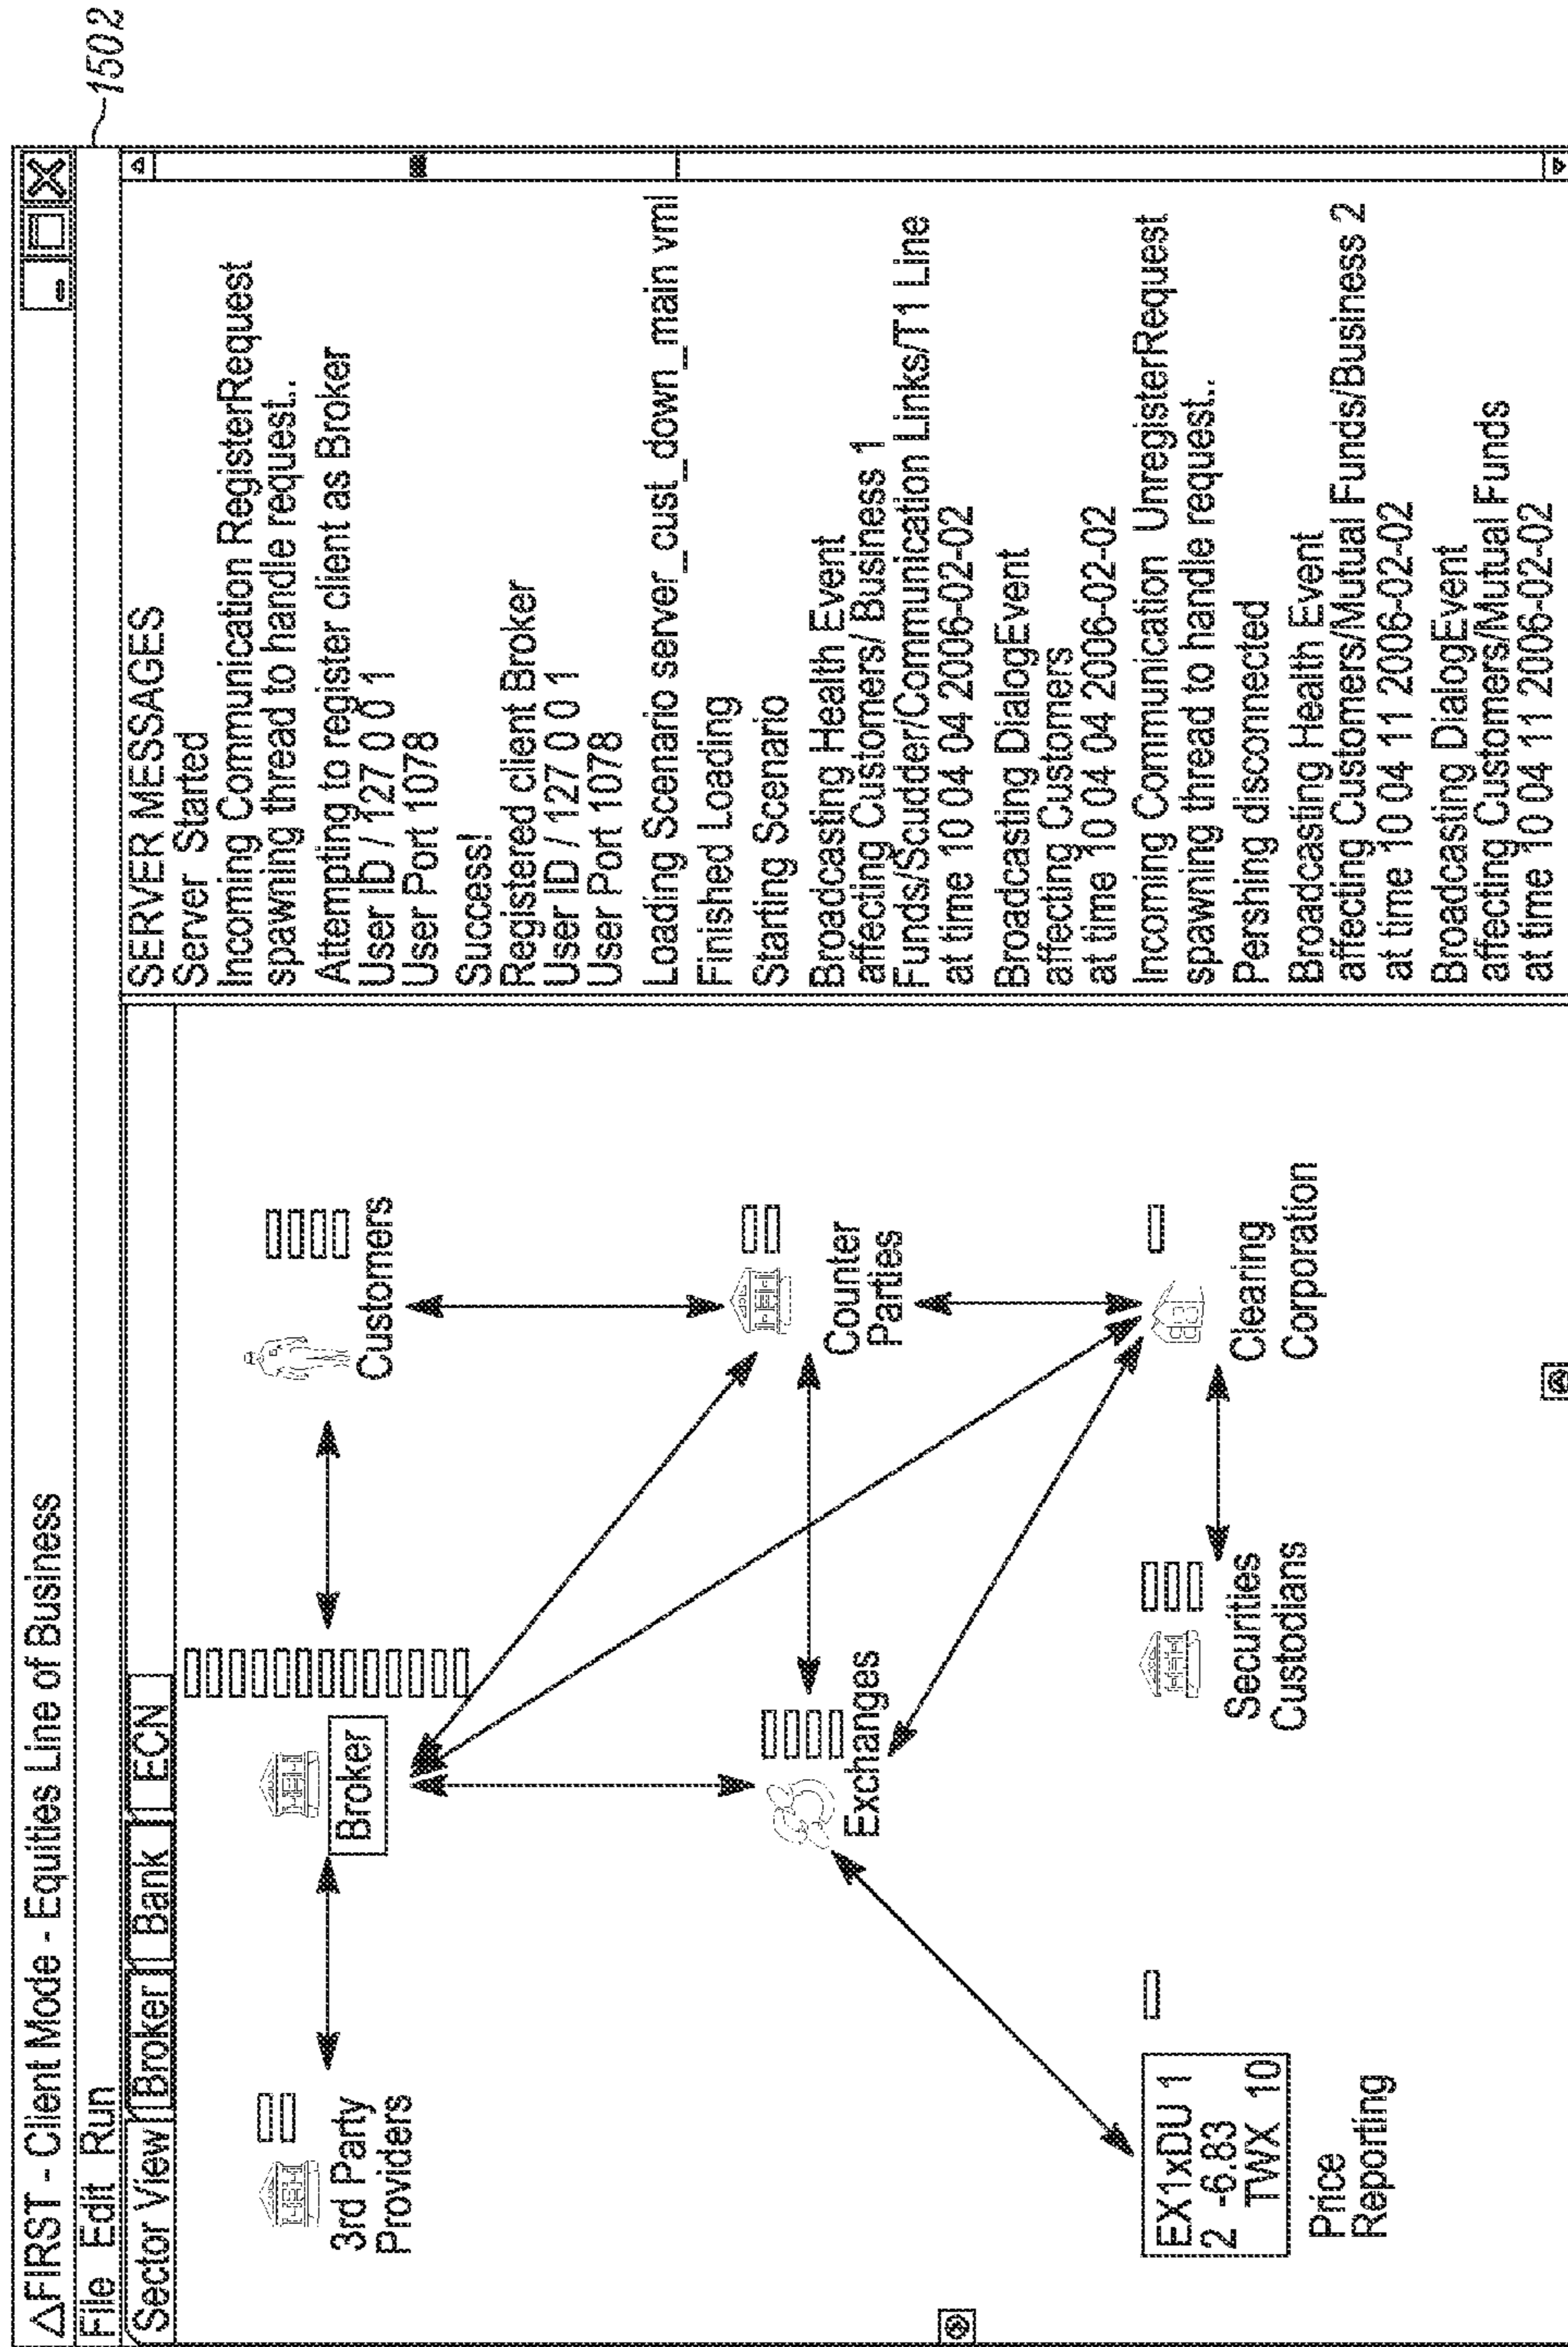 △FIRST - Client Mode - Equities Line of Business
File Edit Run
1502
Sector View Broker Bank ECN
3rd Party
Providers
Broker
Customers
Exchanges
Counter
Parties
EX1xDU 1
2 -6.83
TWX 10
Price
Reporting
Securities
Custodians
Clearing
Corporation
SERVER MESSAGES
Server Started
Incoming Communication RegisterRequest
spawning thread to handle request..
Attempting to register client as Broker
User ID / 127 0 0 1
User Port 1078
Success!
Registered client Broker
User ID / 127 0 0 1
User Port 1078
Loading Scenario server_cust_down_main vml
Finished Loading
Starting Scenario
Broadcasting Health Event
affecting Customers/ Business 1
Funds/Scudder/Communication Links/T1 Line
at time 10 04 04 2006-02-02
Broadcasting DialogEvent
affecting Customers
at time 10 04 04 2006-02-02
Incoming Communication UnregisterRequest
spawning thread to handle request..
Pershing disconnected
Broadcasting Health Event
affecting Customers/Mutual Funds/Business 2
at time 10 04 11 2006-02-02
Broadcasting DialogEvent
affecting Customers/Mutual Funds
at time 10 04 11 2006-02-02